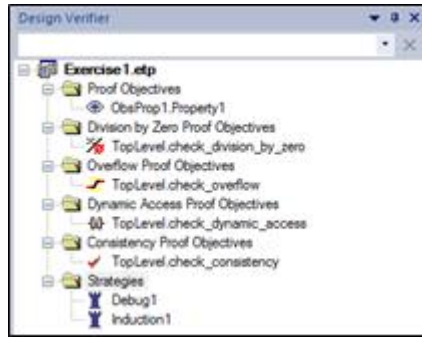 Design Verifier
Exercise1.etp
Proof Objectives
ObsProp1.Property1
Division by Zero Proof Objectives
TopLevel.check_division_by_zero
Overflow Proof Objectives
TopLevel.check_overflow
Dynamic Access Proof Objectives
TopLevel.check_dynamic_access
Consistency Proof Objectives
TopLevel.check_consistency
Strategies
Debug1
Induction1